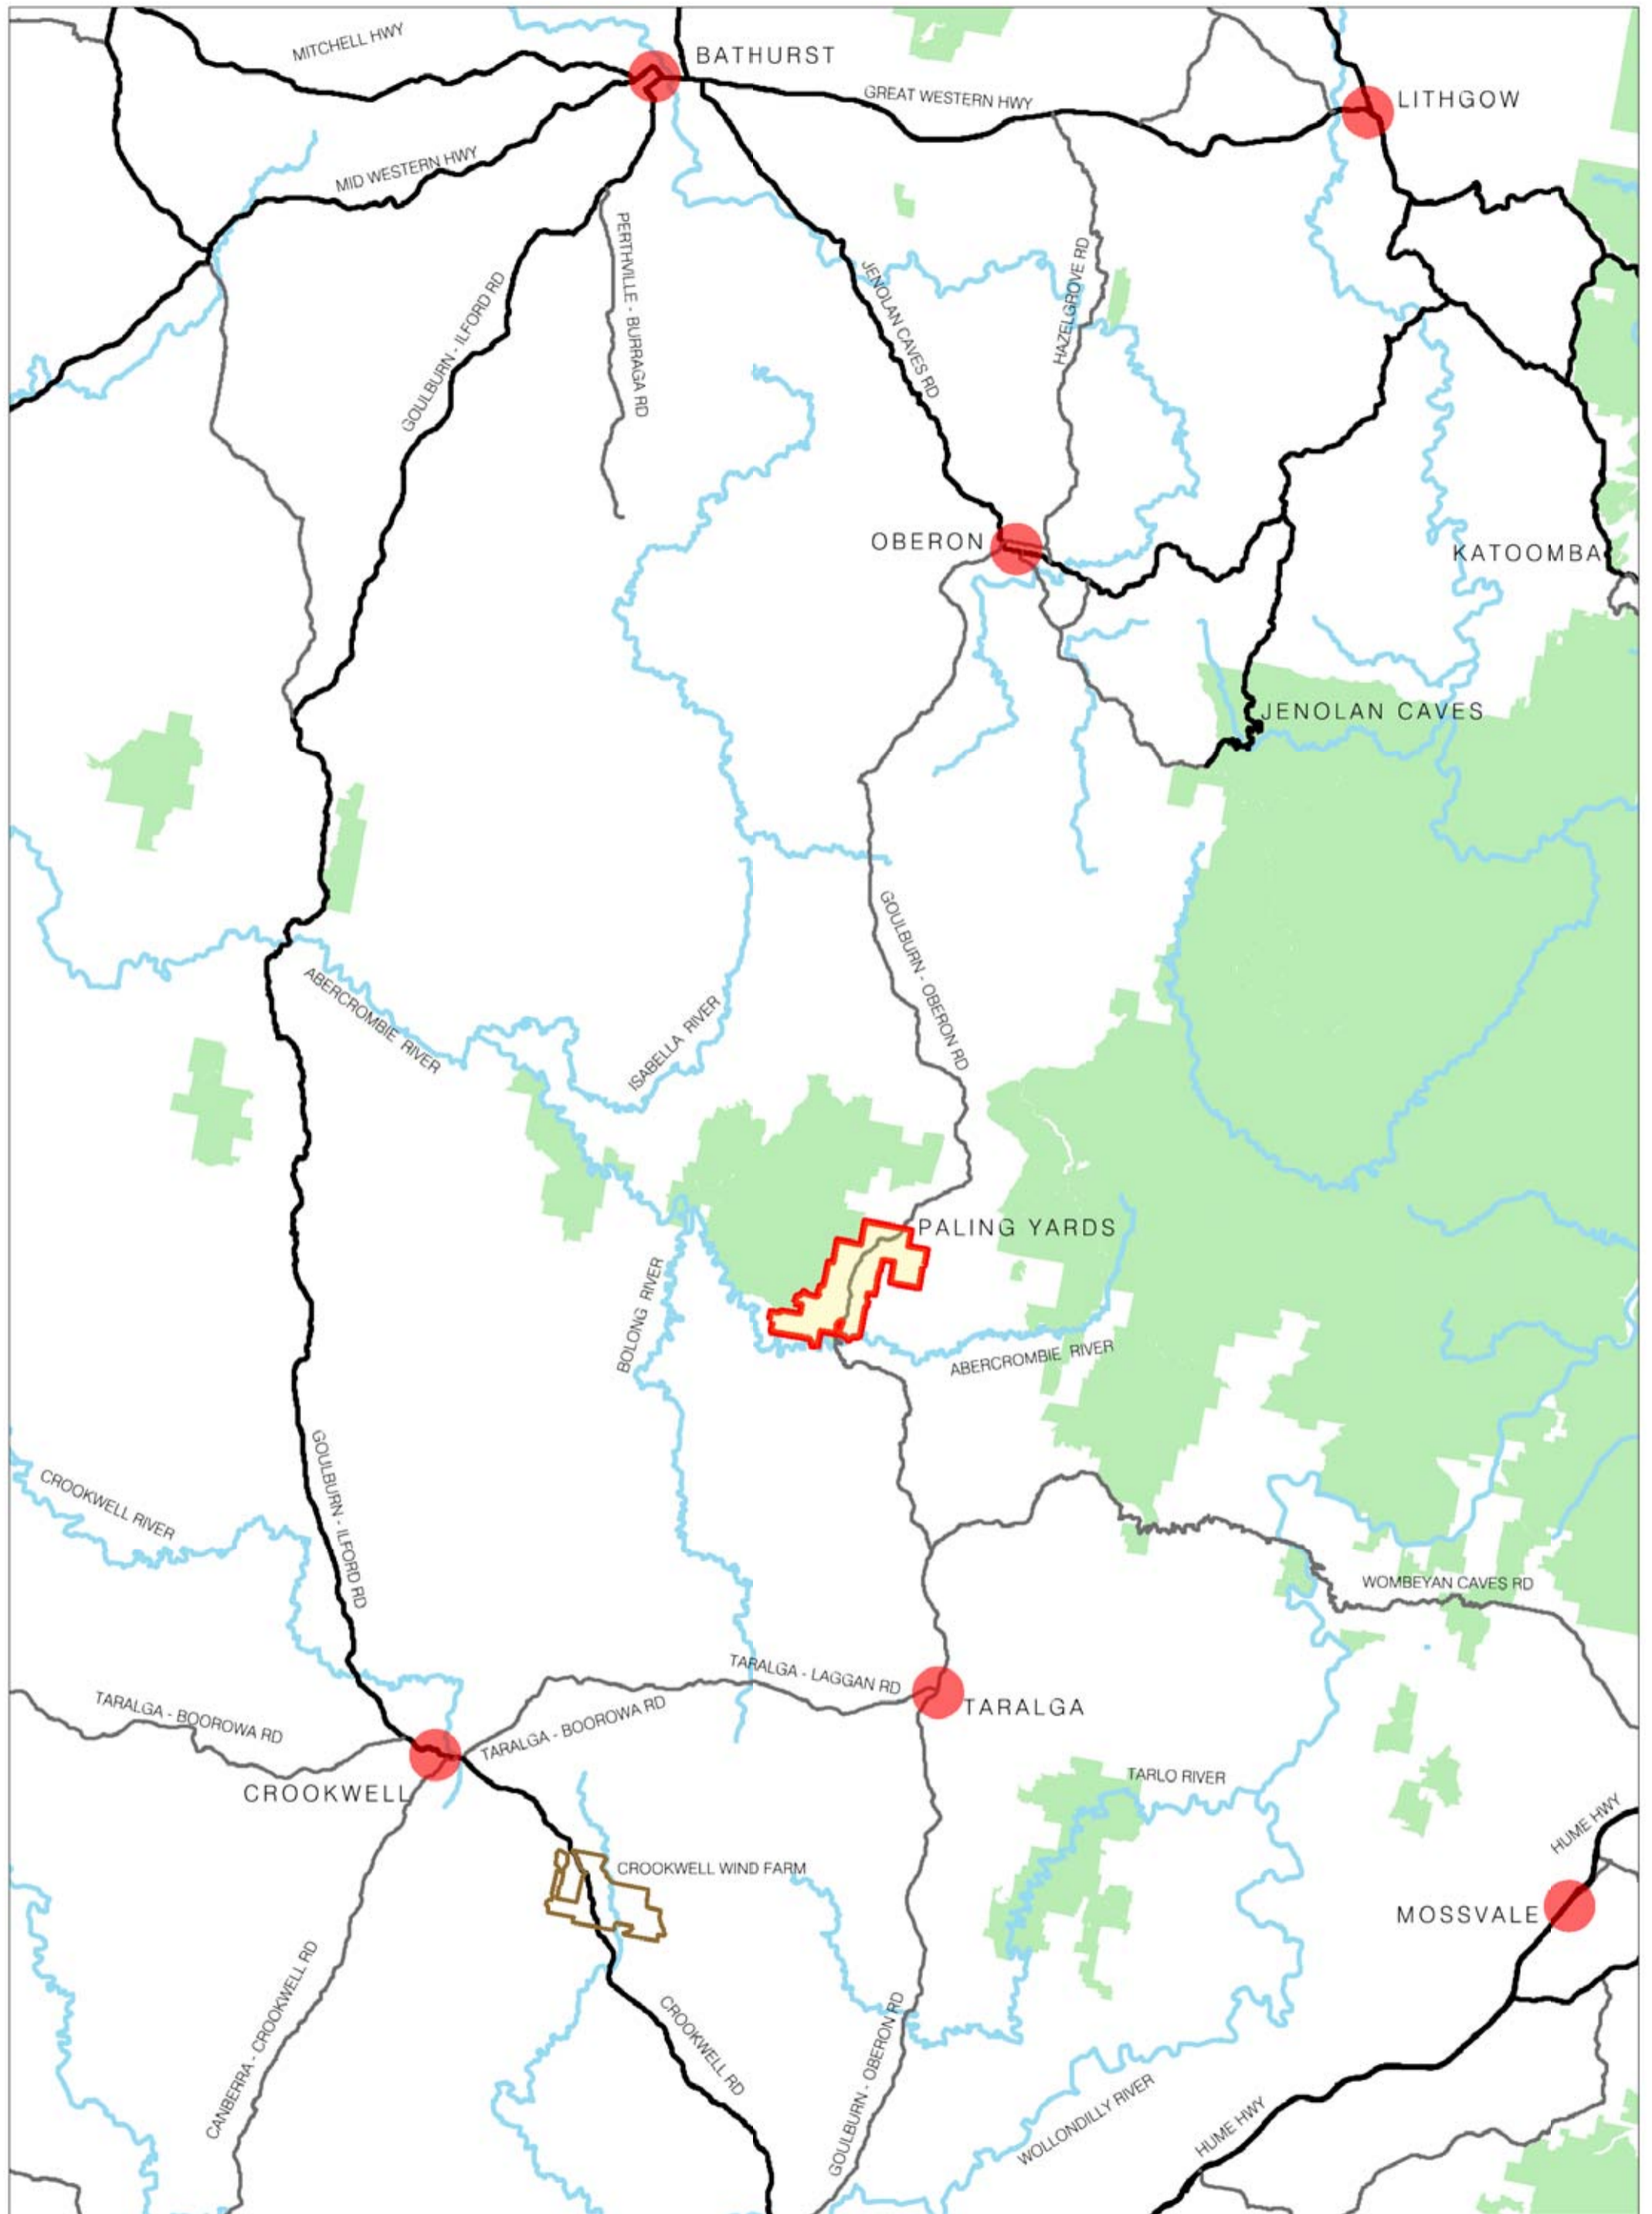 MITCHELL HWY
BATHURST
GREAT WESTERN HWY
LITHGOW
MID WESTERN HWY
PERTHVILLE - BURRAGA RD
GOULBURN - ILFORD RD
JENOLAN CAVES RD
HAZELGROVE RD
OBERON
KATOOMBA
JENOLAN CAVES
GOULBURN - OBERON RD
ABERCROMBIE RIVER
ISABELLA RIVER
PALING YARDS
BOLONG RIVER
ABERCROMBIE RIVER
GOULBURN - ILFORD RD
CROOKWELL RIVER
WOMBEYAN CAVES RD
TARALGA - LAGGAN RD
TARALGA - BOOROWA RD
TARALGA - BOOROWA RD
TARALGA
CROOKWELL
TARLO RIVER
HUME HWY
CROOKWELL WIND FARM
MOSSVALE
CANBERRA - CROOKWELL RD
CROOKWELL RD
GOULBURN - OBERON RD
WOLLONDILLY RIVER
HUME HWY